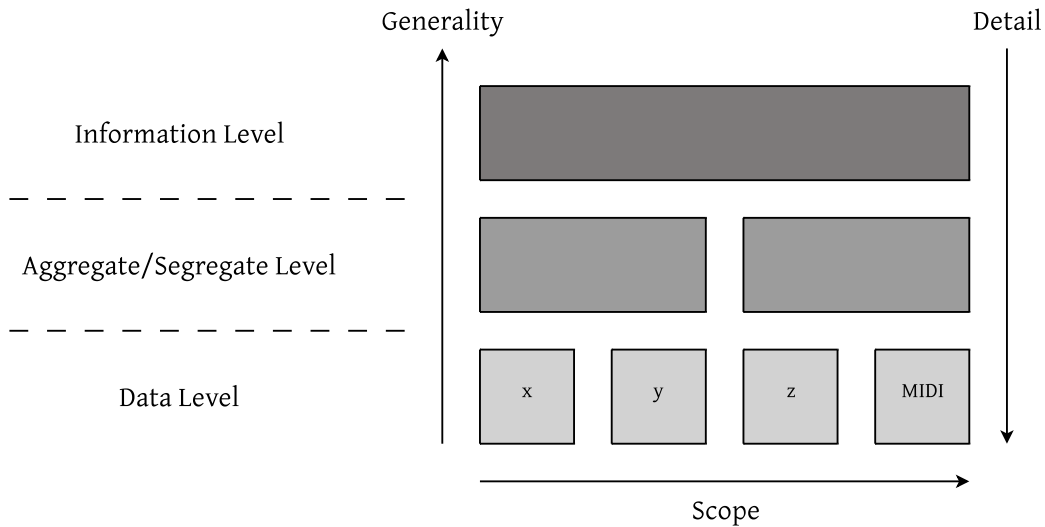 Generality
Detail
Information Level
Aggregate/Segregate Level
Data Level
x
y
z
MIDI
Scope